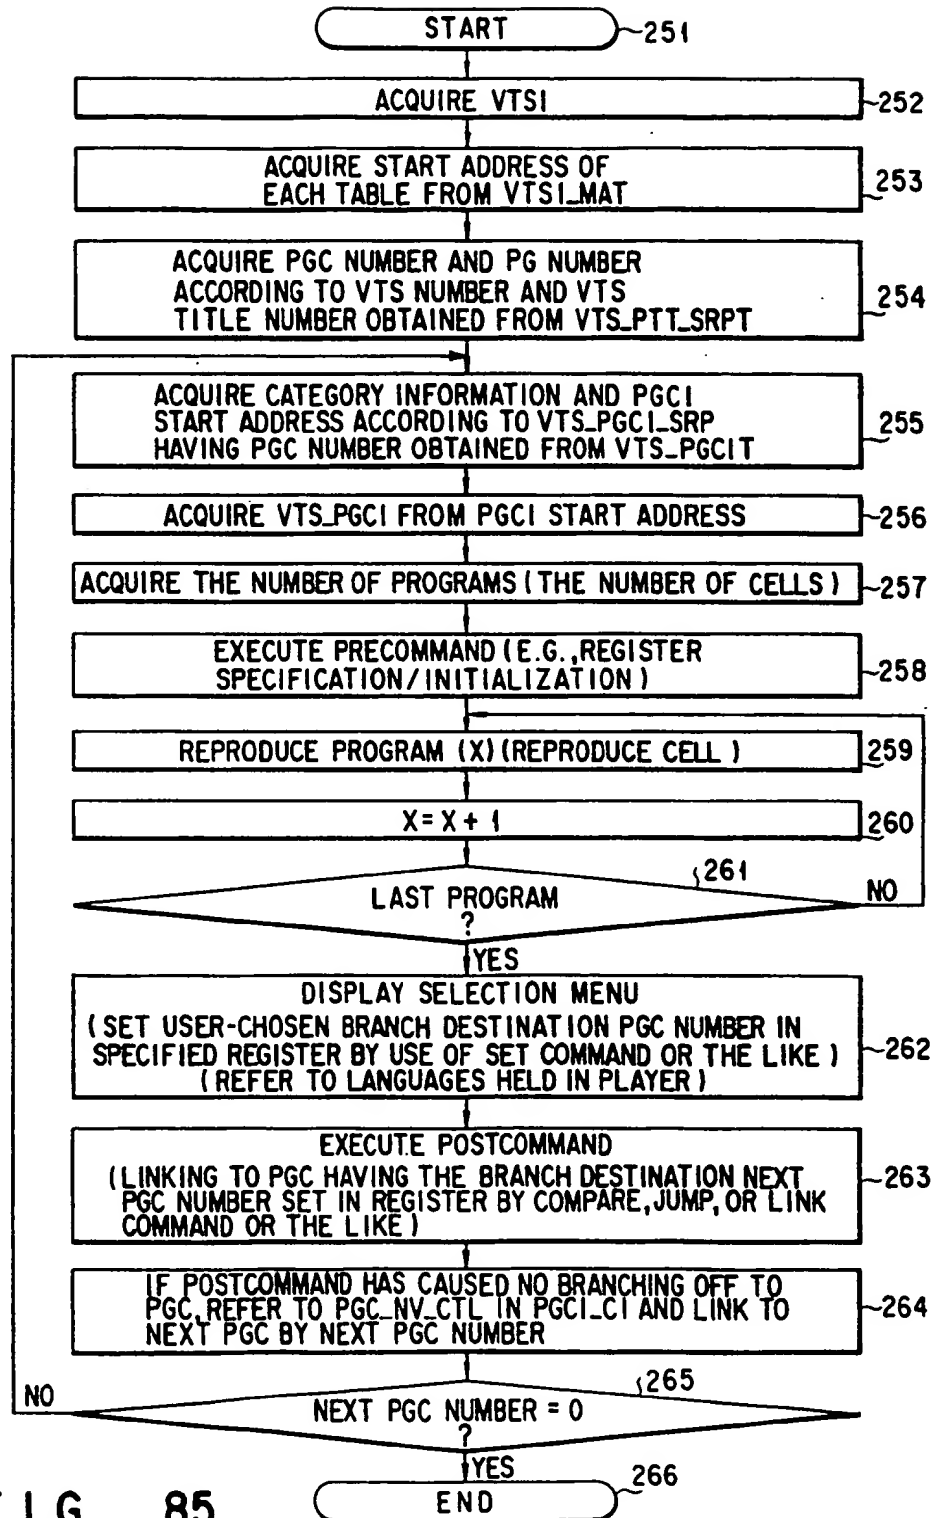 START
251
ACQUIRE VTSI
252
ACQUIRE START ADDRESS OF
EACH TABLE FROM VTSI_MAT
253
ACQUIRE PGC NUMBER AND PG NUMBER
ACCORDING TO VTS NUMBER AND VTS
TITLE NUMBER OBTAINED FROM VTS_PTT_SRPT
254
ACQUIRE CATEGORY INFORMATION AND PGCI
START ADDRESS ACCORDING TO VTS_PGCI_SRP
HAVING PGC NUMBER OBTAINED FROM VTS_PGCIT
255
ACQUIRE VTS_PGCI FROM PGCI START ADDRESS
256
ACQUIRE THE NUMBER OF PROGRAMS (THE NUMBER OF CELLS)
257
EXECUTE PRECOMMAND (E.G., REGISTER
SPECIFICATION/INITIALIZATION)
258
REPRODUCE PROGRAM (X) (REPRODUCE CELL)
259
X = X + 1
260
261
LAST PROGRAM
?
NO
YES
DISPLAY SELECTION MENU
(SET USER-CHOSEN BRANCH DESTINATION PGC NUMBER IN
SPECIFIED REGISTER BY USE OF SET COMMAND OR THE LIKE)
(REFER TO LANGUAGES HELD IN PLAYER)
262
EXECUTE POSTCOMMAND
(LINKING TO PGC HAVING THE BRANCH DESTINATION NEXT
PGC NUMBER SET IN REGISTER BY COMPARE, JUMP, OR LINK
COMMAND OR THE LIKE)
263
IF POSTCOMMAND HAS CAUSED NO BRANCHING OFF TO
PGC, REFER TO PGC_NV_CTL IN PGCI_CI AND LINK TO
NEXT PGC BY NEXT PGC NUMBER
264
265
NO
NEXT PGC NUMBER = 0
?
YES
266
END
FIG. 85